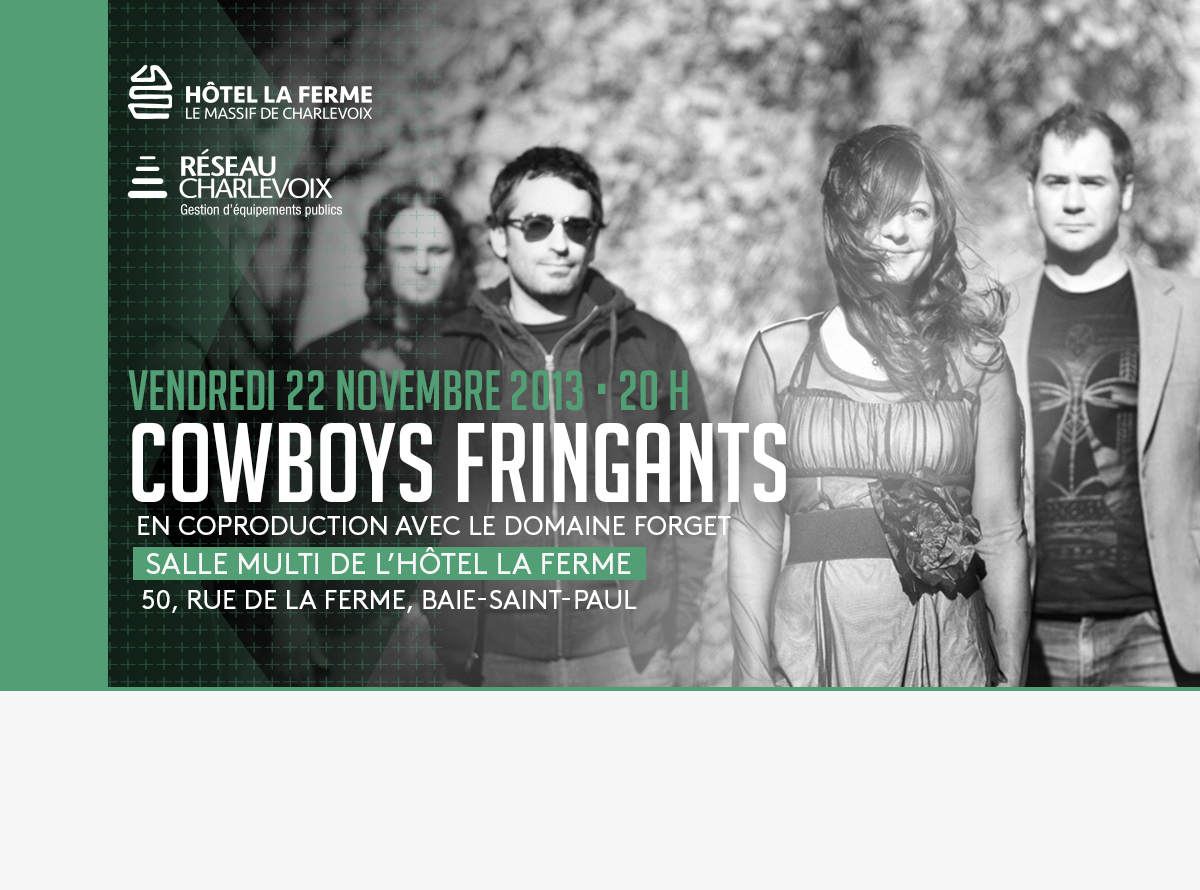 HÔTEL LA FERME
LE MASSIF DE CHARLEVOIX
RÉSEAU
CHARLEVOIX
Gestion d'équipements publics
VENDREDI 22 NOVEMBRE 2013 · 20 H
COWBOYS FRINGANTS
EN COPRODUCTION AVEC LE DOMAINE FORGET
SALLE MULTI DE L'HÔTEL LA FERME
50, RUE DE LA FERME, BAIE-SAINT-PAUL